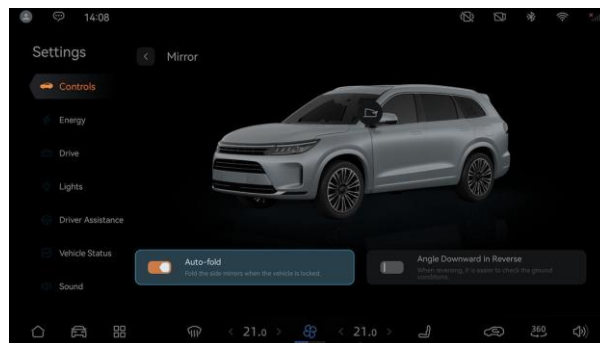 14:08
Settings
Mirror
Controls
Energy
Drive
Lights
Driver Assistance
Vehicle Status
Sound
Auto-fold
Fold the side mirrors when the vehicle is locked.
Angle Downward in Reverse
When reversing, it is easier to check the ground
conditions.
21.0
21.0
360